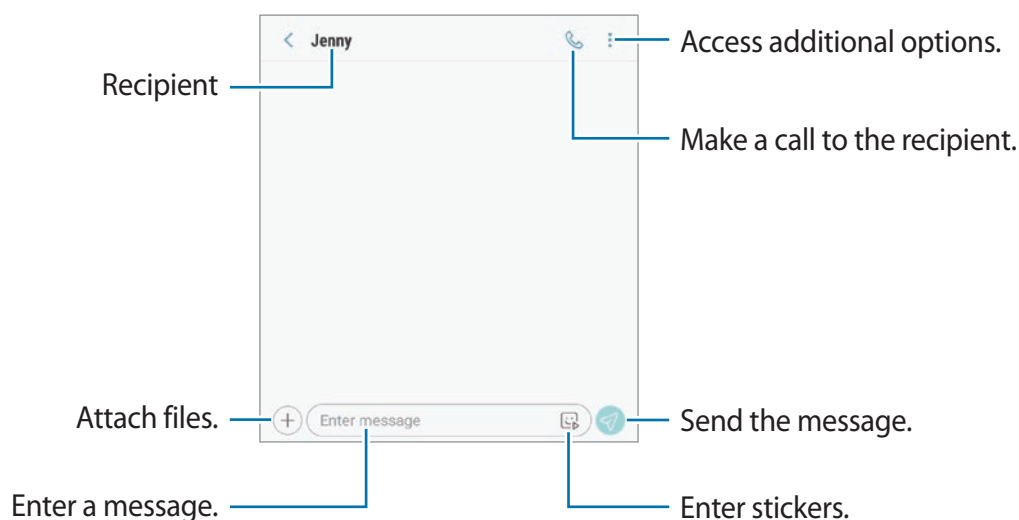 Jenny
Access additional options.
Recipient
Make a call to the recipient.
Attach files.
Enter message
Send the message.
Enter a message.
Enter stickers.